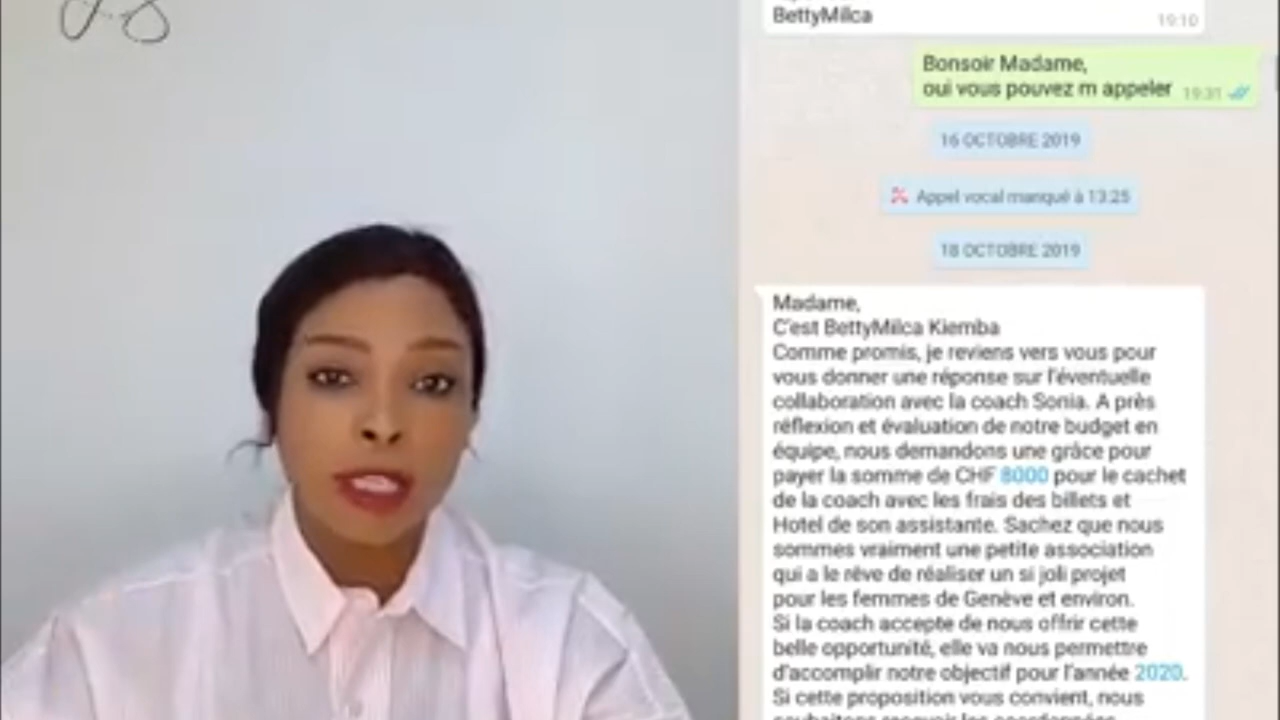 BettyMilca
19:10
Bonsoir Madame,
oui vous pouvez m appeler 19:31
16 OCTOBRE 2019
Appel vocal manqué à 13:25
18 OCTOBRE 2019
Madame,
C'est BettyMilca Kiemba
Comme promis, je reviens vers vous pour
vous donner une réponse sur l'éventuelle
collaboration avec la coach Sonia. A près
réflexion et évaluation de notre budget en
équipe, nous demandons une grâce pour
payer la somme de CHF 8000 pour le cachet
de la coach avec les frais des billets et
Hotel de son assistante. Sachez que nous
sommes vraiment une petite association
qui a le rêve de réaliser un si joli projet
pour les femmes de Genève et environ.
Si la coach accepte de nous offrir cette
belle opportunité, elle va nous permettre
d'accomplir notre objectif pour l'année 2020.
Si cette proposition vous convient, nous